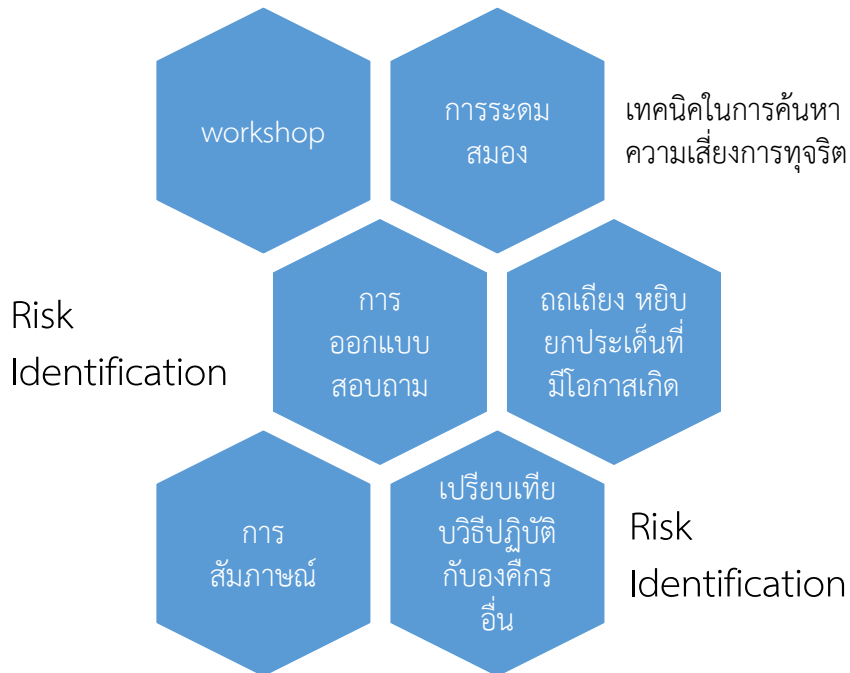 workshop
การระดม
สมอง
เทคนิคในการค้นหา
ความเสี่ยงการทุจริต
Risk
Identification
การ
ออกแบบ
สอบถาม
ถถเถียง หยิบ
ยกประเด็นที่
มีโอกาสเกิด
การ
สัมภาษณ์
เปรียบเทีย
บวิธีปฏิบัติ
กับองคืกร
อื่น
Risk
Identification